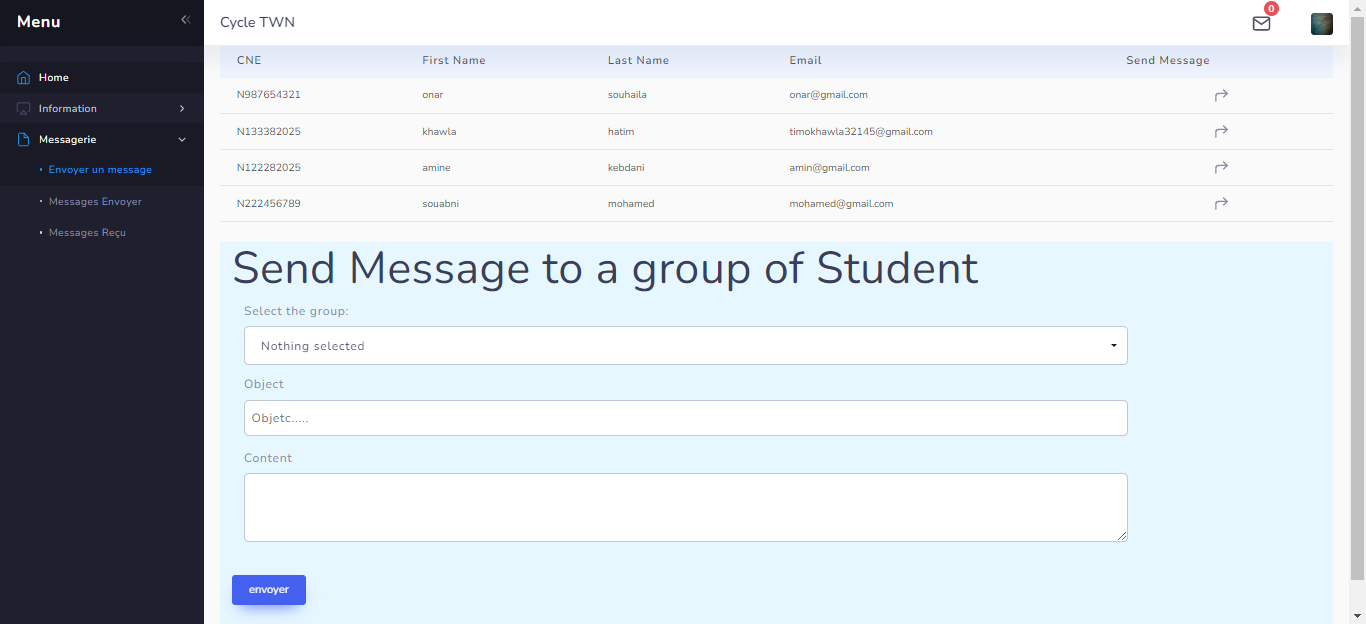 Menu
Cycle TWN
0
Home
Information
Messagerie
Envoyer un message
Messages Envoyer
Messages Reçu
CNE First Name Last Name Email Send Message
N987654321 onar souhaila onar@gmail.com
N133382025 khawla hatim timokhawla32145@gmail.com
N122282025 amine kebdani amin@gmail.com
N222456789 souabni mohamed mohamed@gmail.com
Send Message to a group of Student
Select the group:
Nothing selected
Object
Objetc.....
Content
envoyer